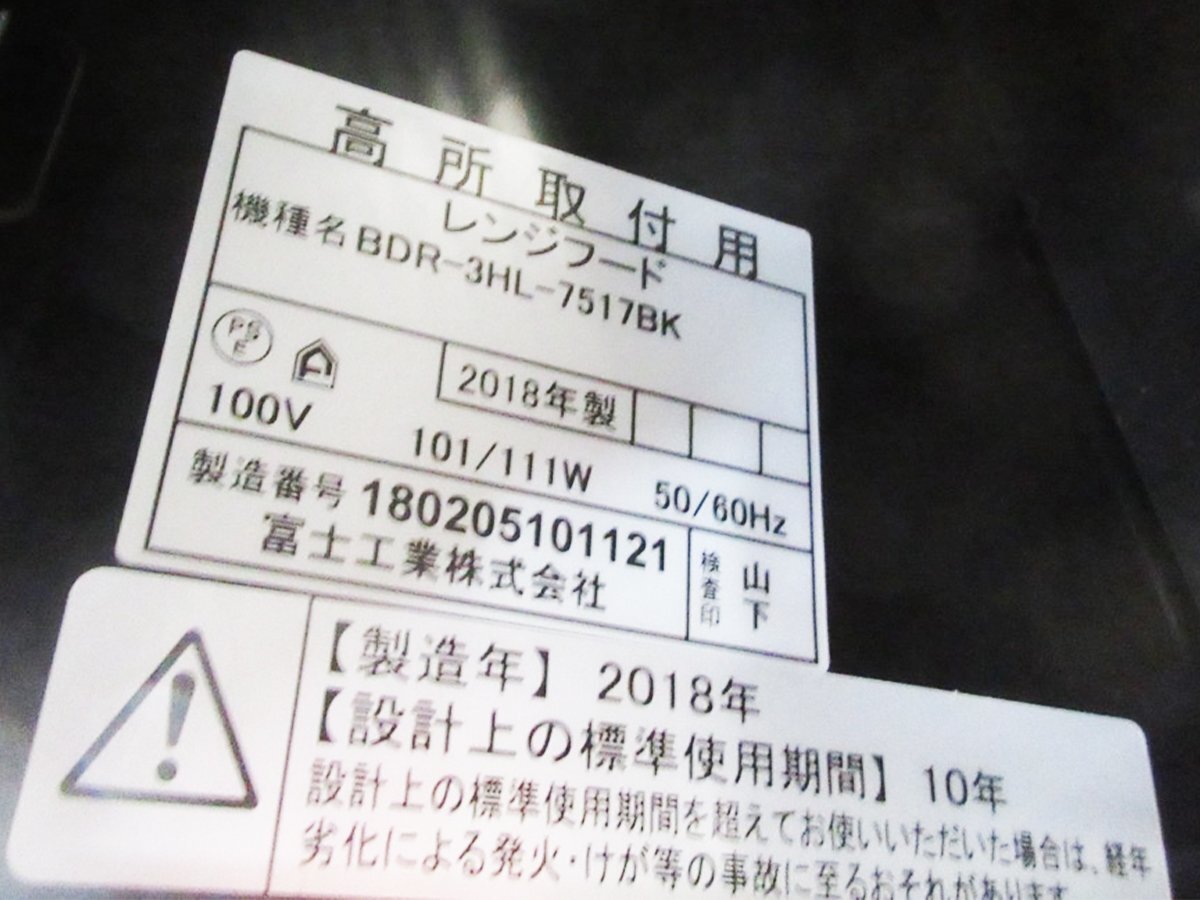 高所取付用
レンジフード
機種名 BDR-3HL-7517BK
PS
E
2018年製
100V 101/111W 50/60Hz
製造番号 180205101121
富士工業株式会社
検査印 山下
【製造年】 2018年
【設計上の標準使用期間】 10年
設計上の標準使用期間を超えてお使いいただいた場合は、経年
劣化による発火・けが等の事故に至るおそれがあります